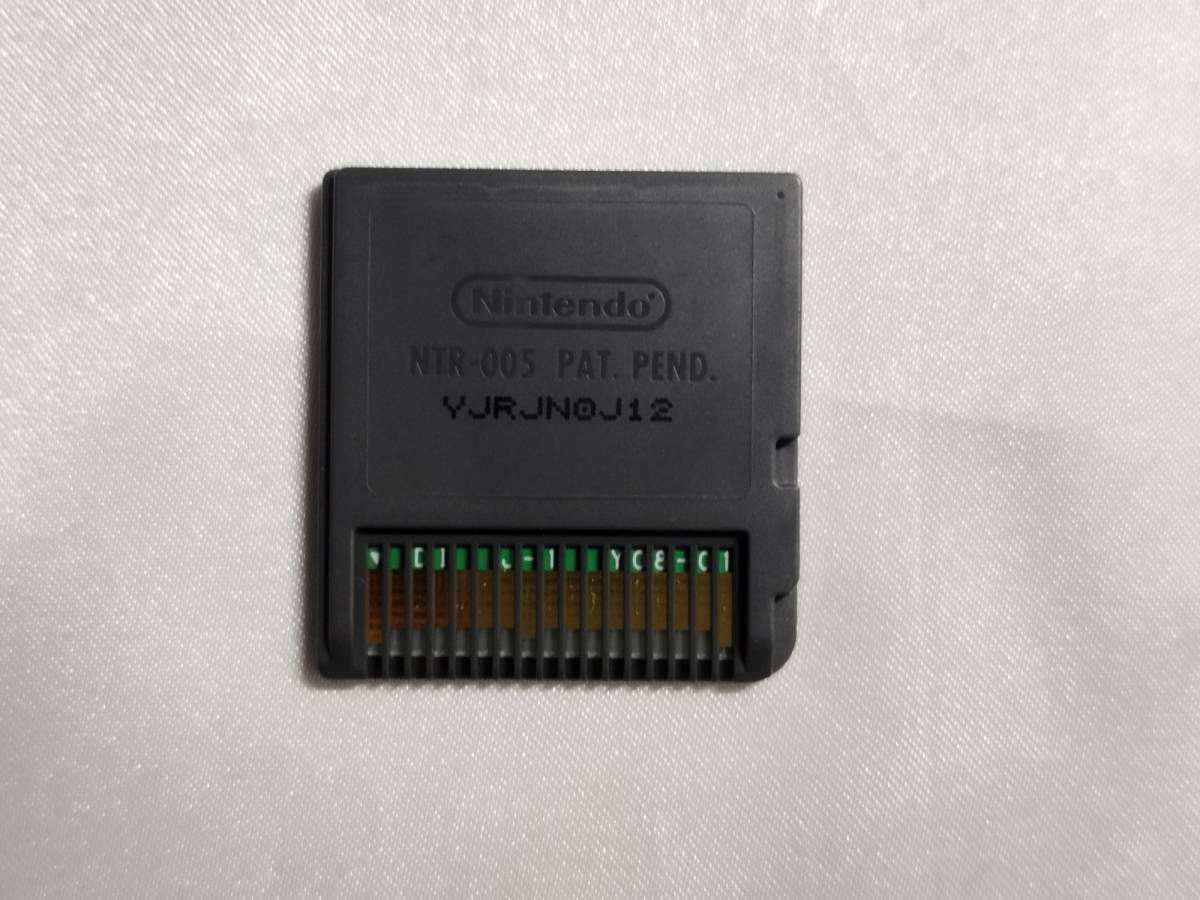 Nintendo®
NTR-005 PAT. PEND.
YJRJN0J12